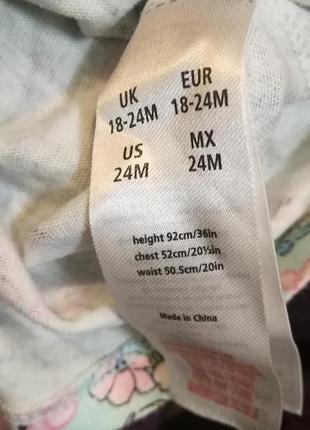 UK
18-24M
EUR
18-24M
US
24M
MX
24M
height 92cm/36in
chest 52cm/20½in
waist 50.5cm/20in
Made in China